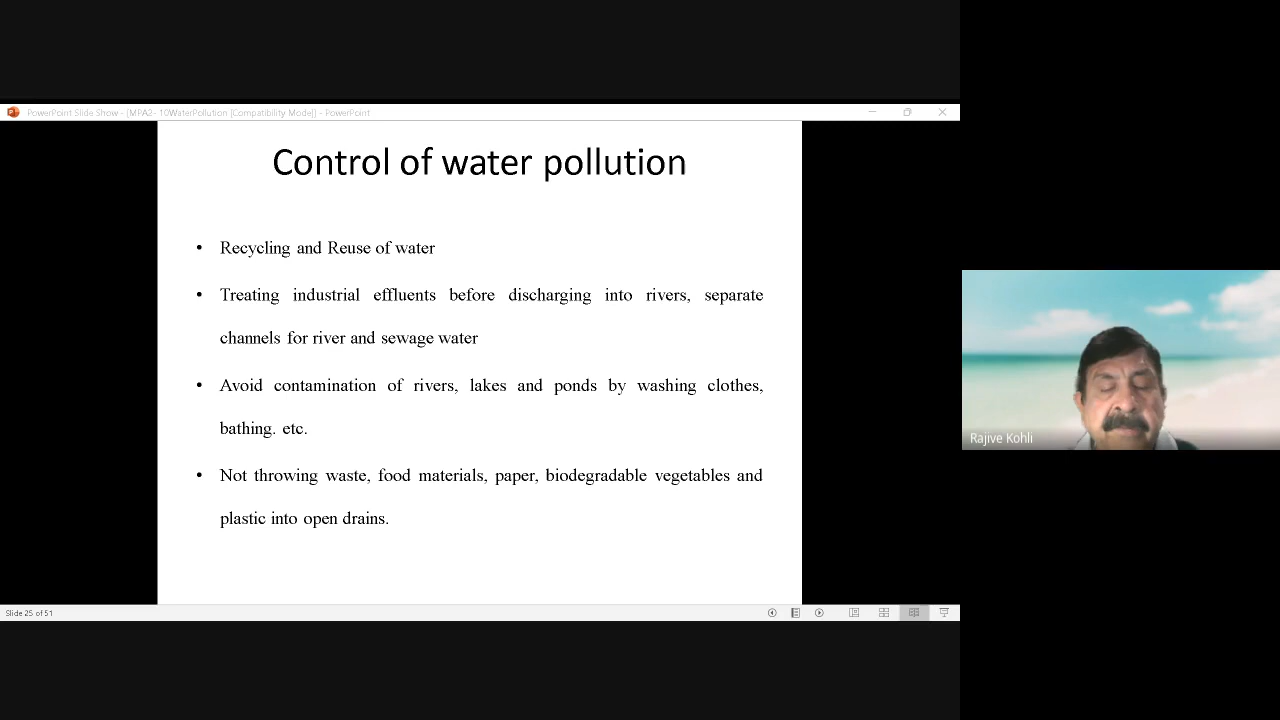 PowerPoint Slide Show - [MPA2- 10WaterPollution [Compatibility Mode]] - PowerPoint
Control of water pollution
• Recycling and Reuse of water
• Treating industrial effluents before discharging into rivers, separate
channels for river and sewage water
• Avoid contamination of rivers, lakes and ponds by washing clothes,
bathing. etc.
• Not throwing waste, food materials, paper, biodegradable vegetables and
plastic into open drains.
Rajive Kohli
Slide 25 of 51